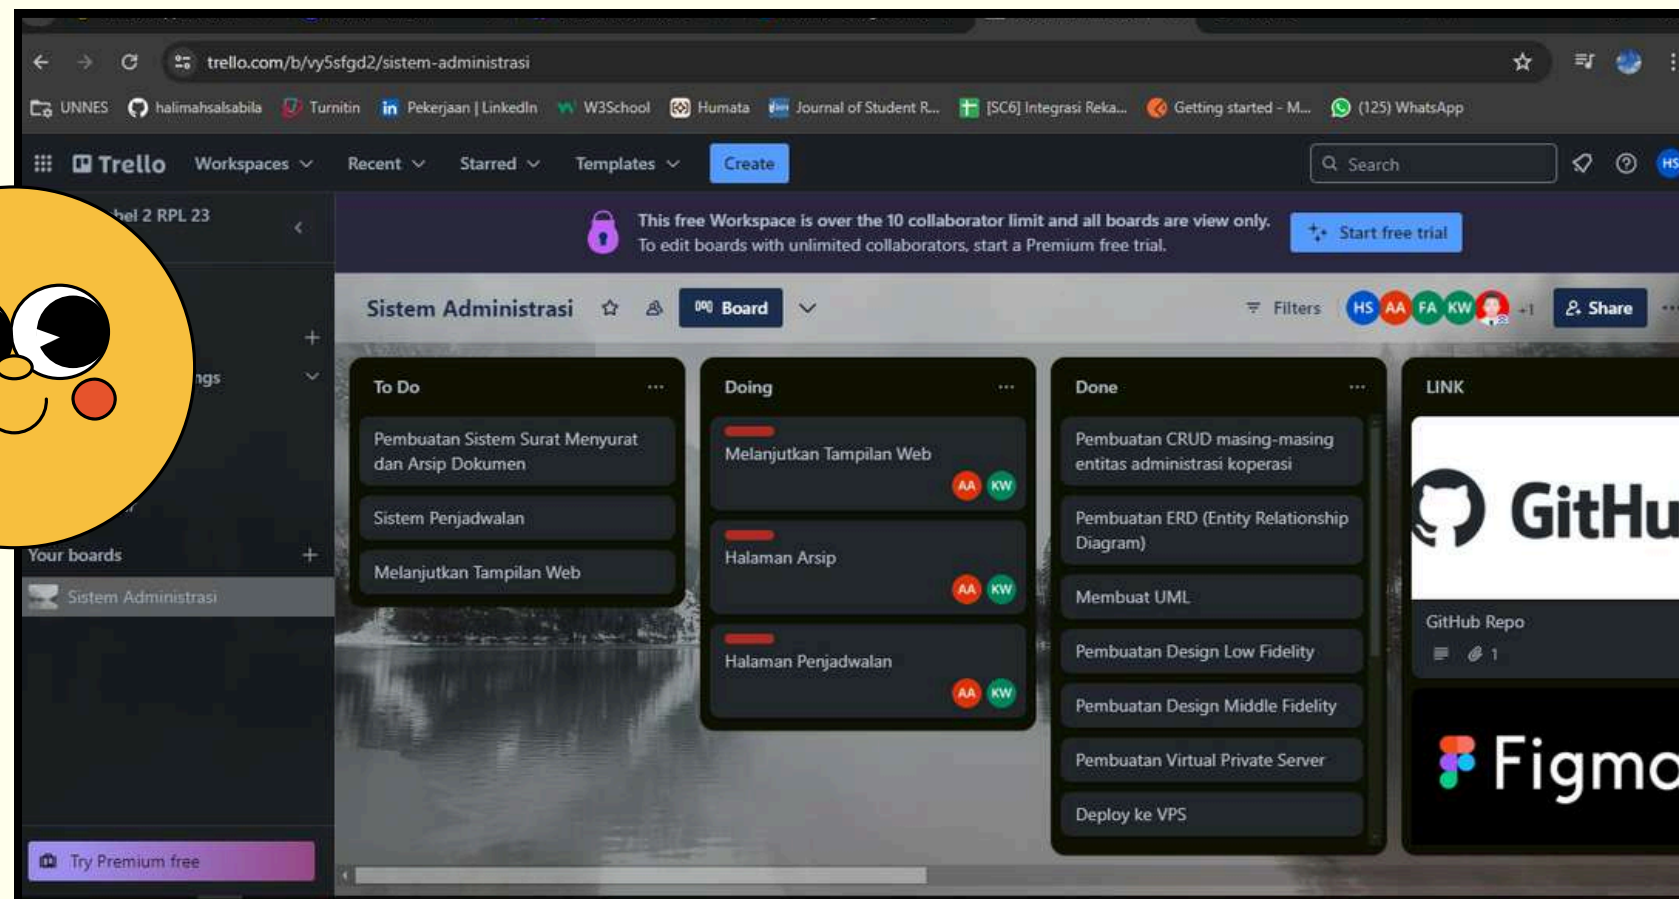 trello.com/b/vy5sfgd2/sistem-administrasi
UNNES halimahsalsabila Turnitin Pekerjaan | LinkedIn W3School Humata Journal of Student R... [SC6] Integrasi Reka... Getting started - M... (125) WhatsApp
Trello Workspaces Recent Starred Templates Create Search HS
2 RPL 23
This free Workspace is over the 10 collaborator limit and all boards are view only.
To edit boards with unlimited collaborators, start a Premium free trial.
Start free trial
Sistem Administrasi Board Filters HS AA FA KW +1 Share
Your boards
Sistem Administrasi
Try Premium free
To Do
Pembuatan Sistem Surat Menyurat
dan Arsip Dokumen
Sistem Penjadwalan
Melanjutkan Tampilan Web
Doing
Melanjutkan Tampilan Web
AA KW
Halaman Arsip
AA KW
Halaman Penjadwalan
AA KW
Done
Pembuatan CRUD masing-masing
entitas administrasi koperasi
Pembuatan ERD (Entity Relationship
Diagram)
Membuat UML
Pembuatan Design Low Fidelity
Pembuatan Design Middle Fidelity
Pembuatan Virtual Private Server
Deploy ke VPS
LINK
GitHu
GitHub Repo
1
Figm